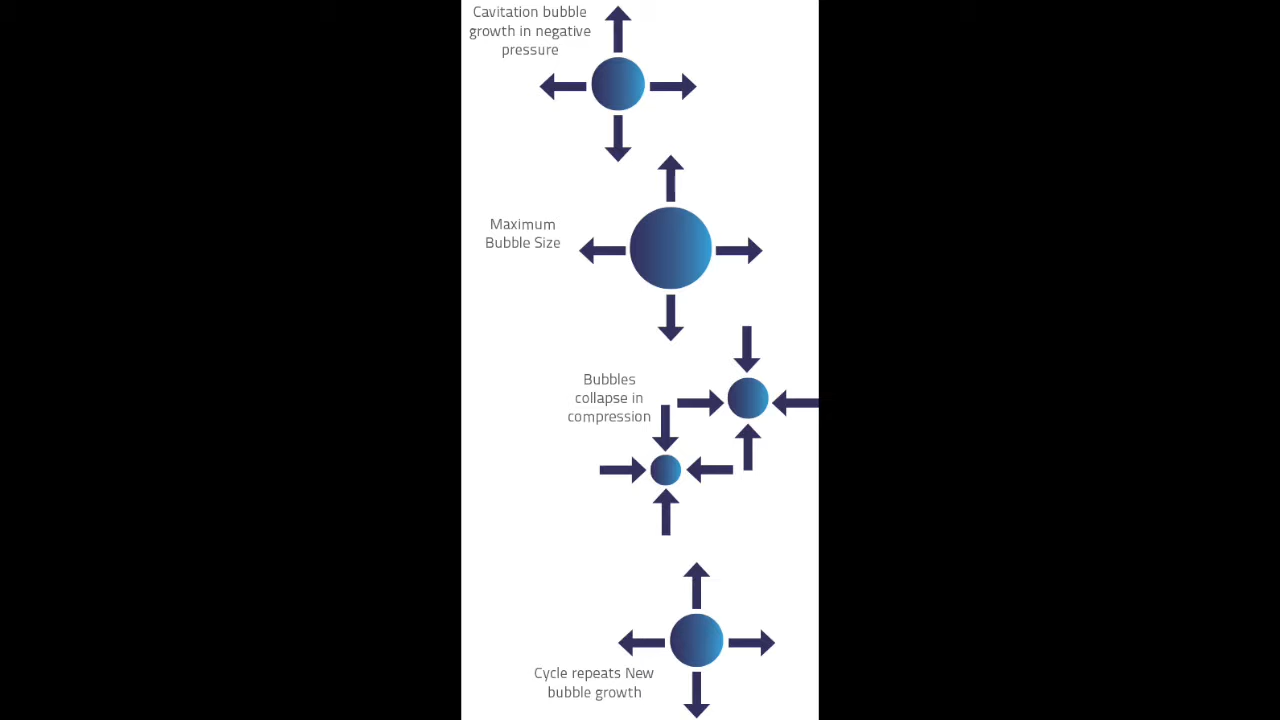 Cavitation bubble
growth in negative
pressure
Maximum
Bubble Size
Bubbles
collapse in
compression
Cycle repeats New
bubble growth